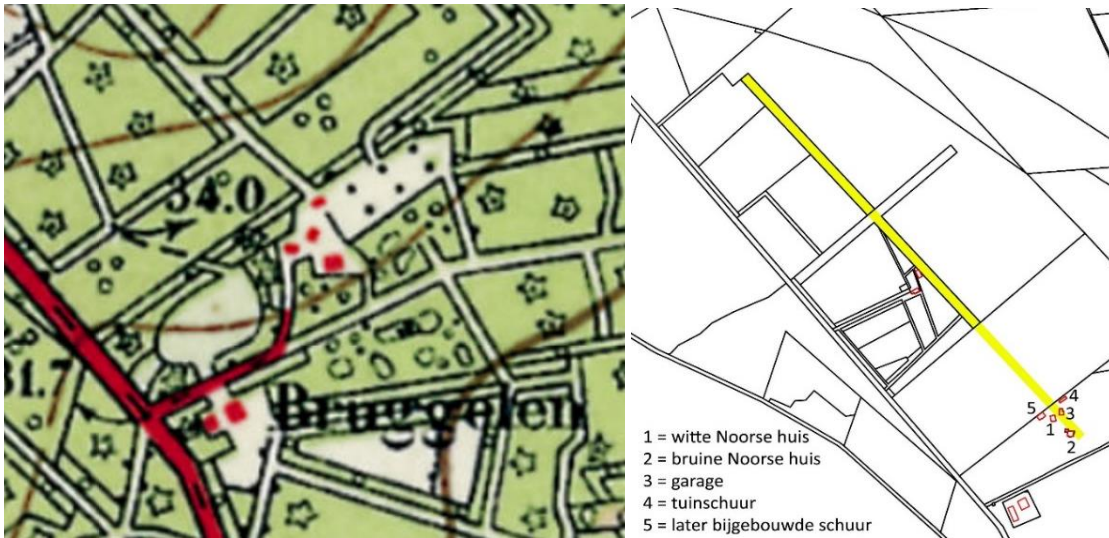 34.0
31.7
Bruggelen
1 = witte Noorse huis
2 = bruine Noorse huis
3 = garage
4 = tuinschuur
5 = later bijgebouwde schuur
4
5
3
1
2